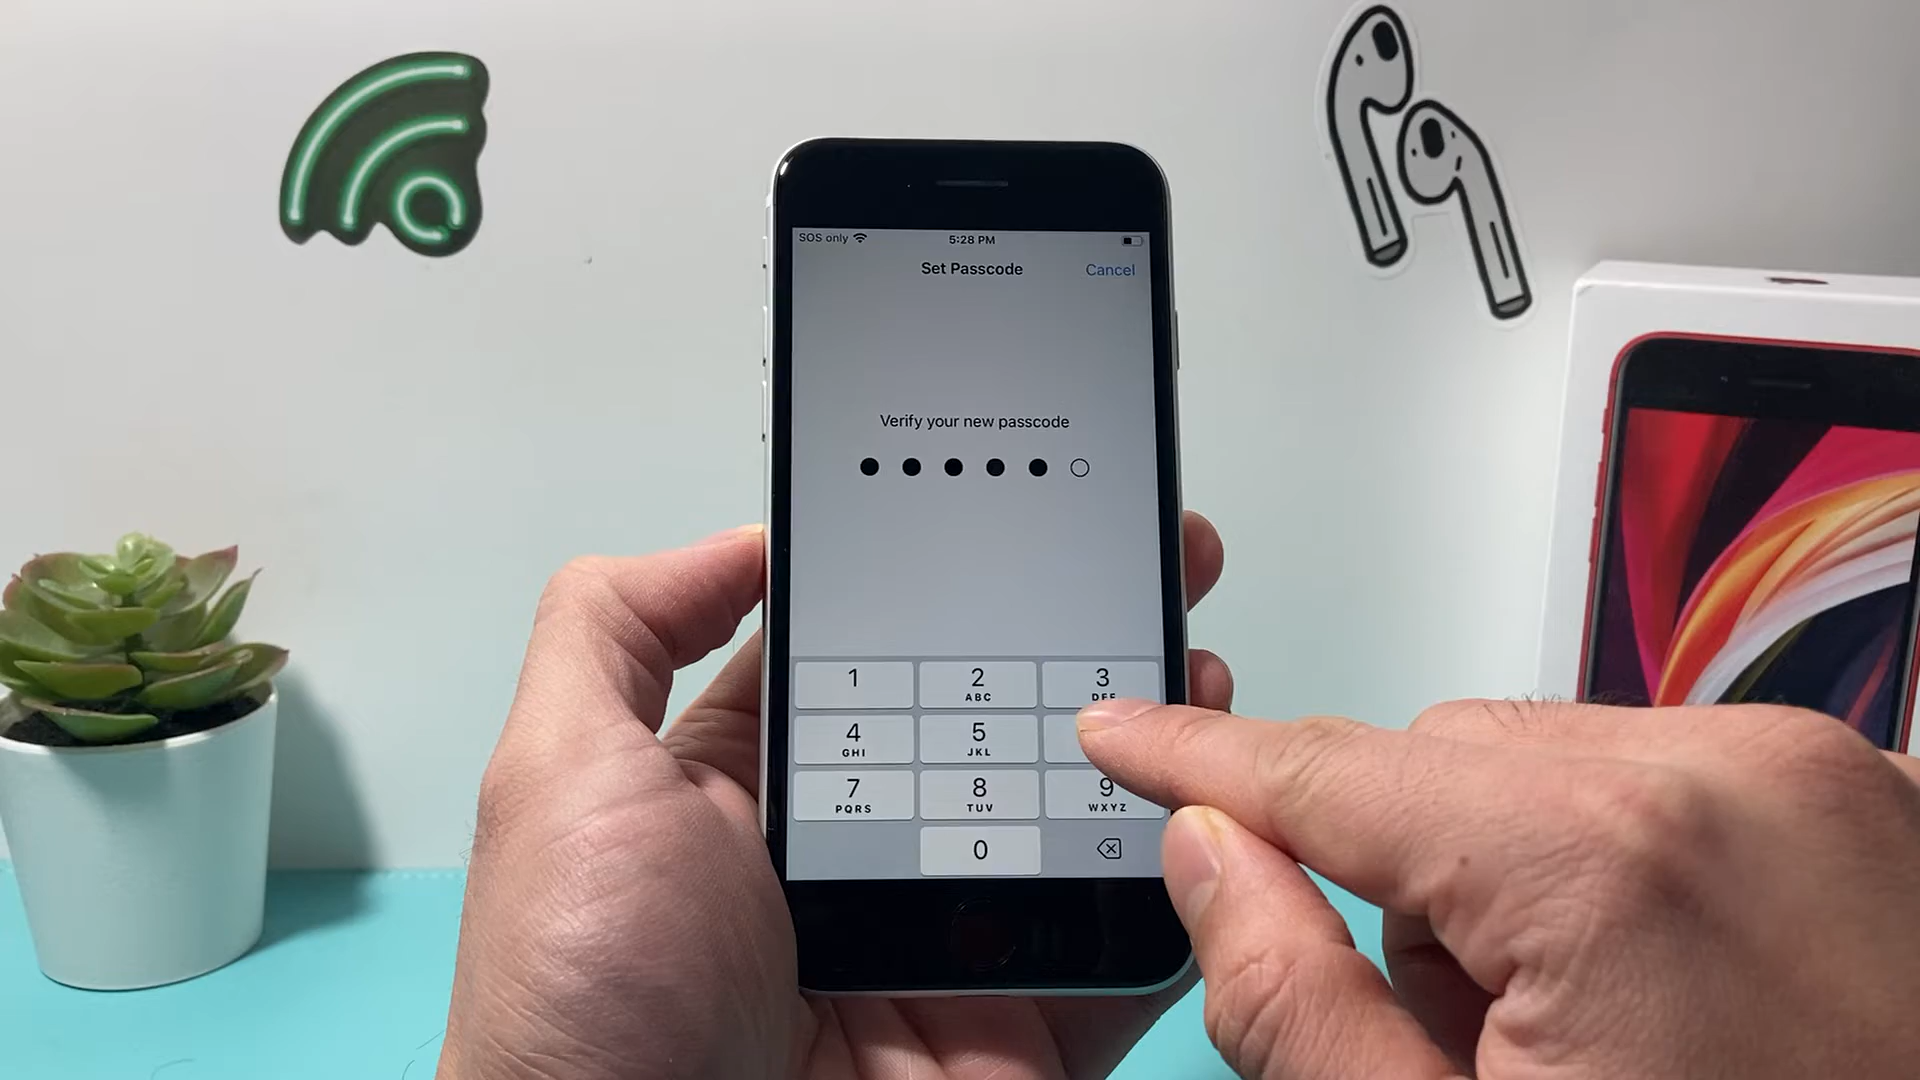 SOS only
5:28 PM
Set Passcode
Cancel
Verify your new passcode
1
2
ABC
3
DEF
4
GHI
5
JKL
7
PQRS
8
TUV
9
WXYZ
0